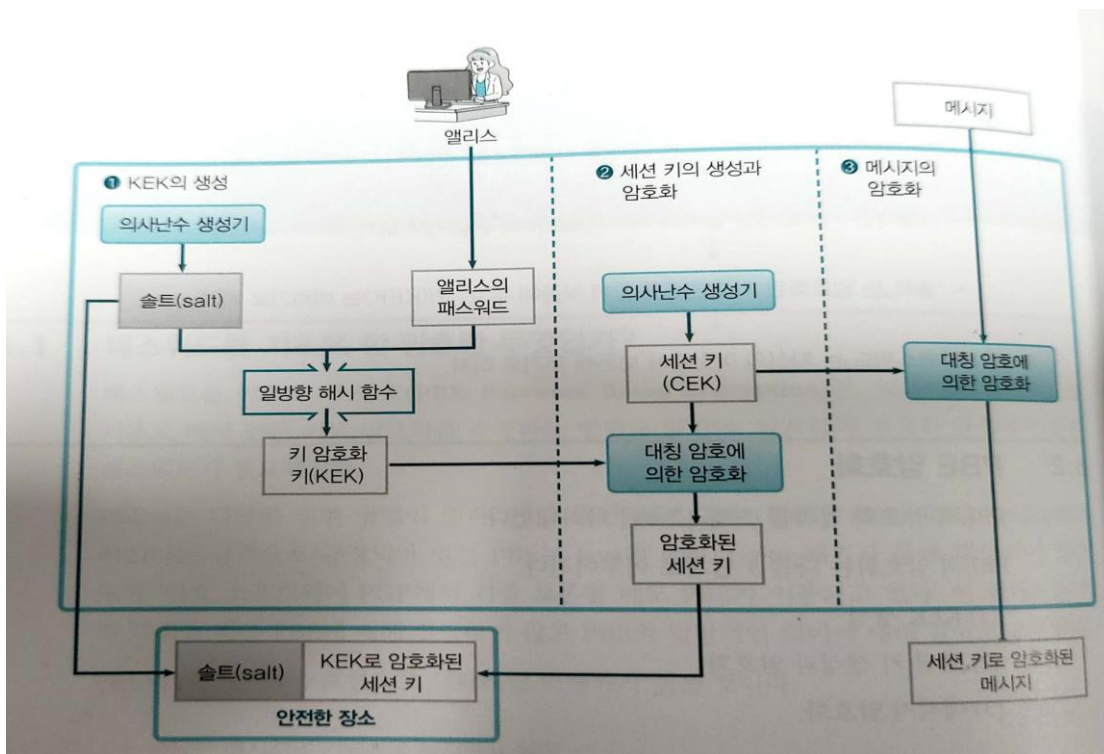 앨리스
메시지
❶ KEK의 생성
❷ 세션 키의 생성과
암호화
❸ 메시지의
암호화
의사난수 생성기
솔트(salt)
앨리스의
패스워드
일방향 해시 함수
키 암호화
키(KEK)
의사난수 생성기
세션 키
(CEK)
대칭 암호에
의한 암호화
암호화된
세션 키
대칭 암호에
의한 암호화
솔트(salt)
KEK로 암호화된
세션 키
안전한 장소
세션 키로 암호화된
메시지